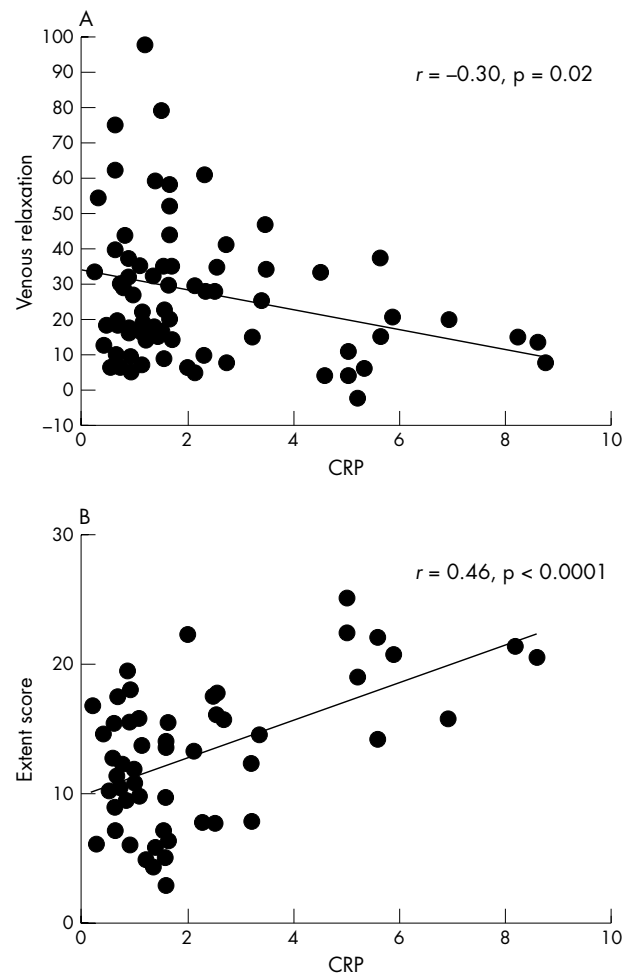 A
100
90
80
70
60
50
40
30
20
10
0
–10
Venous relaxation
r = –0.30, p = 0.02
0 2 4 6 8 10
CRP
B
30
20
10
0
Extent score
r = 0.46, p < 0.0001
0 2 4 6 8 10
CRP